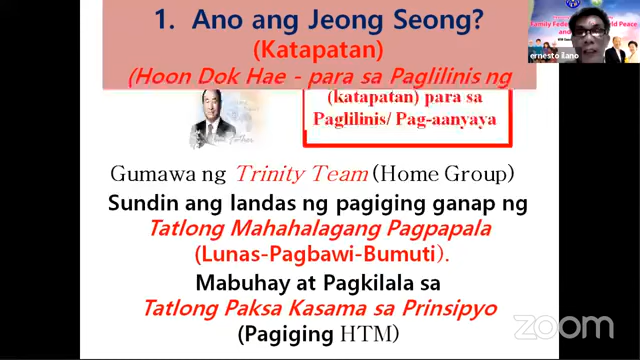 1. Ano ang Jeong Seong?
(Katapatan)
(Hoon Dok Hae - para sa Paglilinis ng
(katapatan) para sa
Paglilinis/ Pag-aanyaya
Gumawa ng Trinity Team (Home Group)
Sundin ang landas ng pagiging ganap ng
Tatlong Mahahalagang Pagpapala
(Lunas-Pagbawi-Bumuti).
Mabuhay at Pagkilala sa
Tatlong Paksa Kasama sa Prinsipyo
(Pagiging HTM)
ernesto ilano
zoom